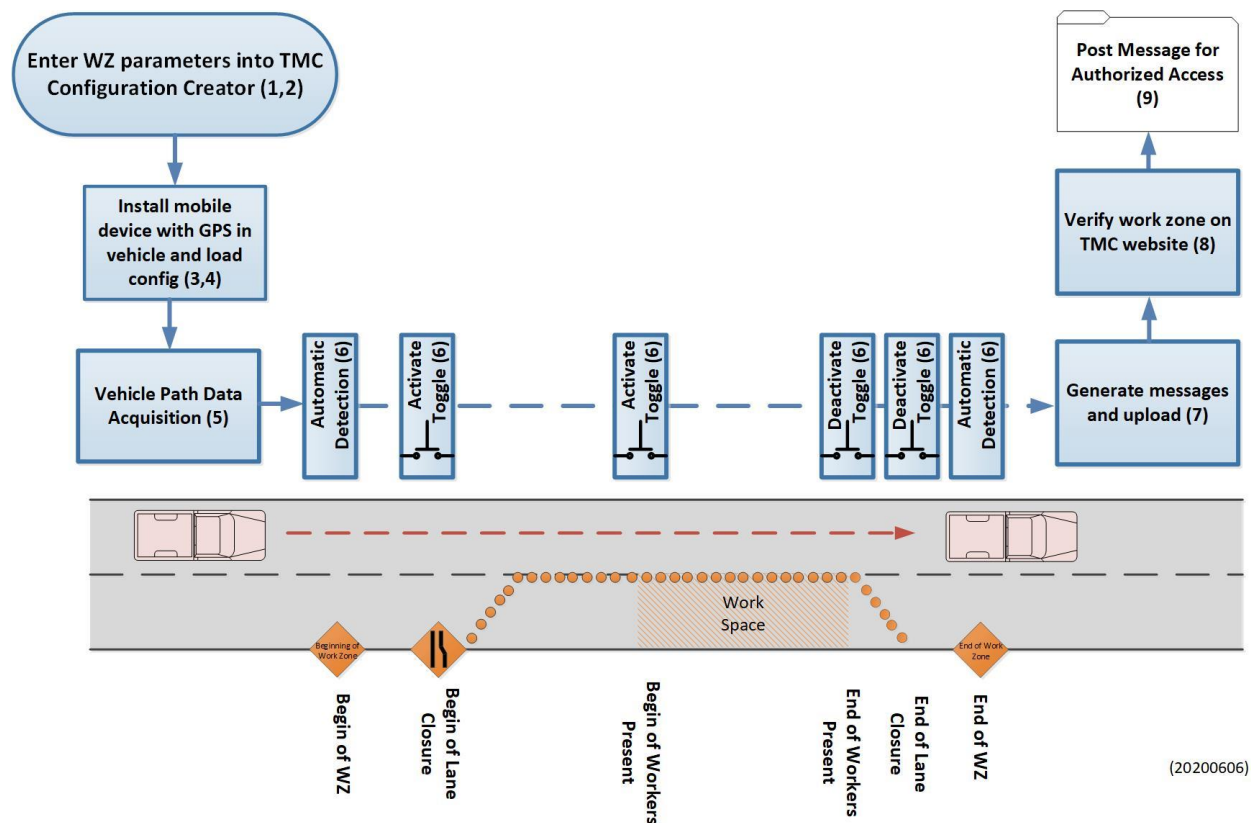 Enter WZ parameters into TMC
Configuration Creator (1,2)
Install mobile
device with GPS in
vehicle and load
config (3,4)
Vehicle Path Data
Acquisition (5)
Automatic
Detection (6)
Activate
Toggle (6)
Activate
Toggle (6)
Deactivate
Toggle (6)
Deactivate
Toggle (6)
Automatic
Detection (6)
Generate messages
and upload (7)
Verify work zone on
TMC website (8)
Post Message for
Authorized Access
(9)
Work
Space
Beginning of
Work Zone
End of Work
Zone
Begin of WZ
Begin of Lane
Closure
Begin of Workers
Present
End of Workers
Present
End of Lane
Closure
End of WZ
(20200606)